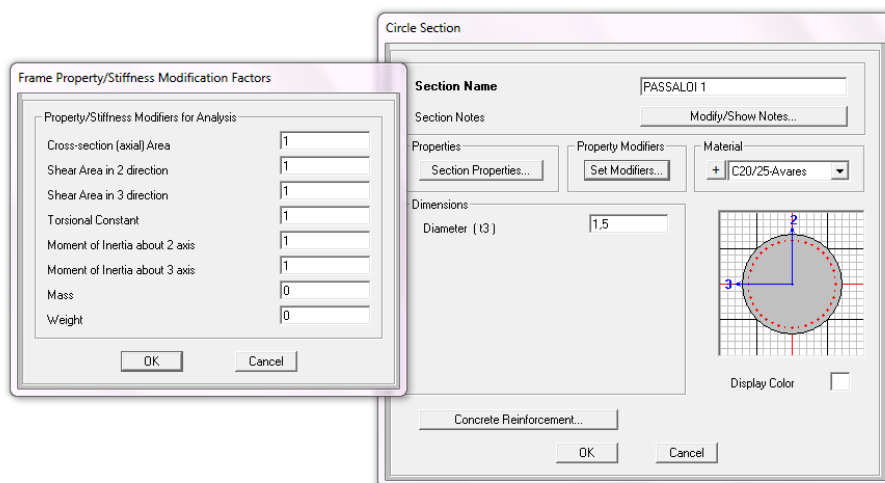 Frame Property/Stiffness Modification Factors
Property/Stiffness Modifiers for Analysis
Cross-section (axial) Area 1
Shear Area in 2 direction 1
Shear Area in 3 direction 1
Torsional Constant 1
Moment of Inertia about 2 axis 1
Moment of Inertia about 3 axis 1
Mass 0
Weight 0
OK Cancel
Circle Section
Section Name PASSALOI 1
Section Notes Modify/Show Notes...
Properties Property Modifiers Material
Section Properties... Set Modifiers... + C20/25-Avares
Dimensions
Diameter ( t3 ) 1,5
2
3
Display Color
Concrete Reinforcement...
OK Cancel